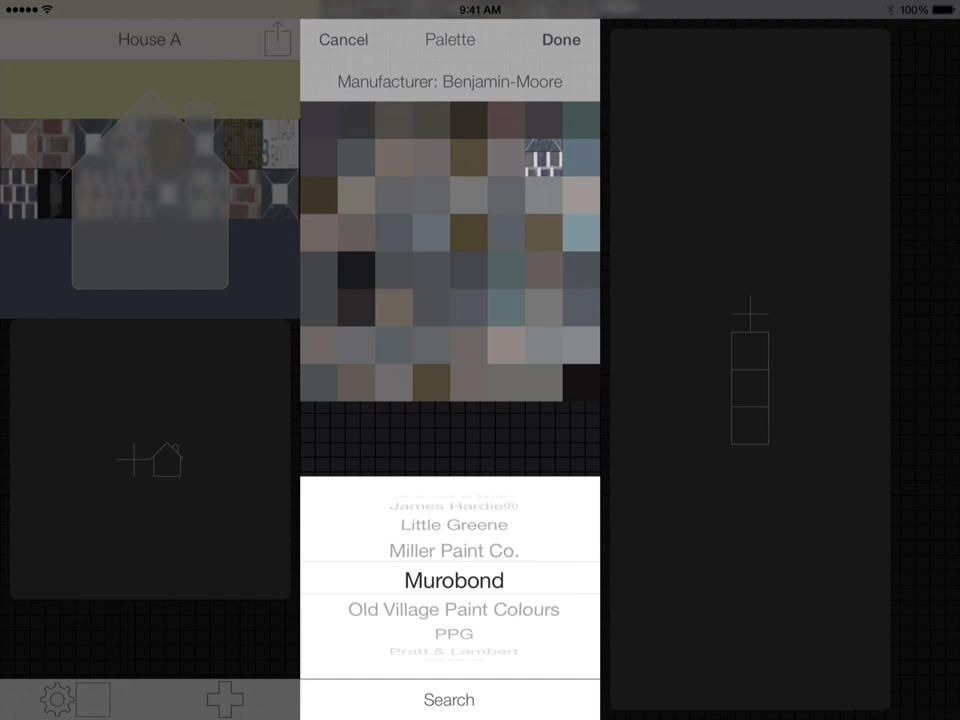 9:41 AM
100%
House A
Cancel
Palette
Done
Manufacturer: Benjamin-Moore
James Hardie®
Little Greene
Miller Paint Co.
Murobond
Old Village Paint Colours
PPG
Pratt & Lambert
Search